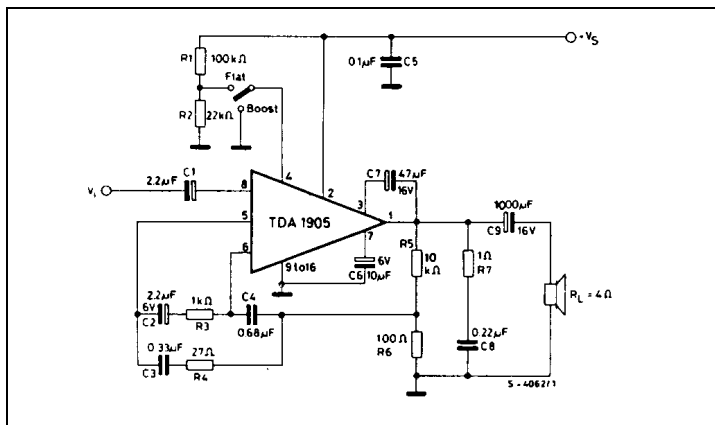 +VS
R1
100kΩ
Flat
0.1µF
C5
R2
22kΩ
Boost
C1
2.2µF
Vi
4
C7
47µF
16V
1000µF
C9
16V
8
2
3
1
5
TDA 1905
7
6
9 to 16
6V
C6
10µF
R5
10
kΩ
1Ω
R7
RL = 4Ω
2.2µF
6V
C2
1kΩ
R3
C4
0.68µF
0.33µF
C3
27Ω
R4
100Ω
R6
0.22µF
C8
S-4062/1